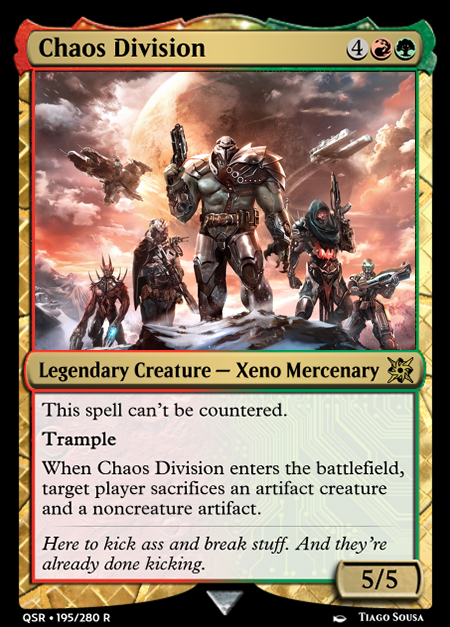 Chaos Division 4
Legendary Creature — Xeno Mercenary
This spell can't be countered.
Trample
When Chaos Division enters the battlefield,
target player sacrifices an artifact creature
and a noncreature artifact.
Here to kick ass and break stuff. And they're
already done kicking.
5/5
QSR • 195/280 R Tiago Sousa